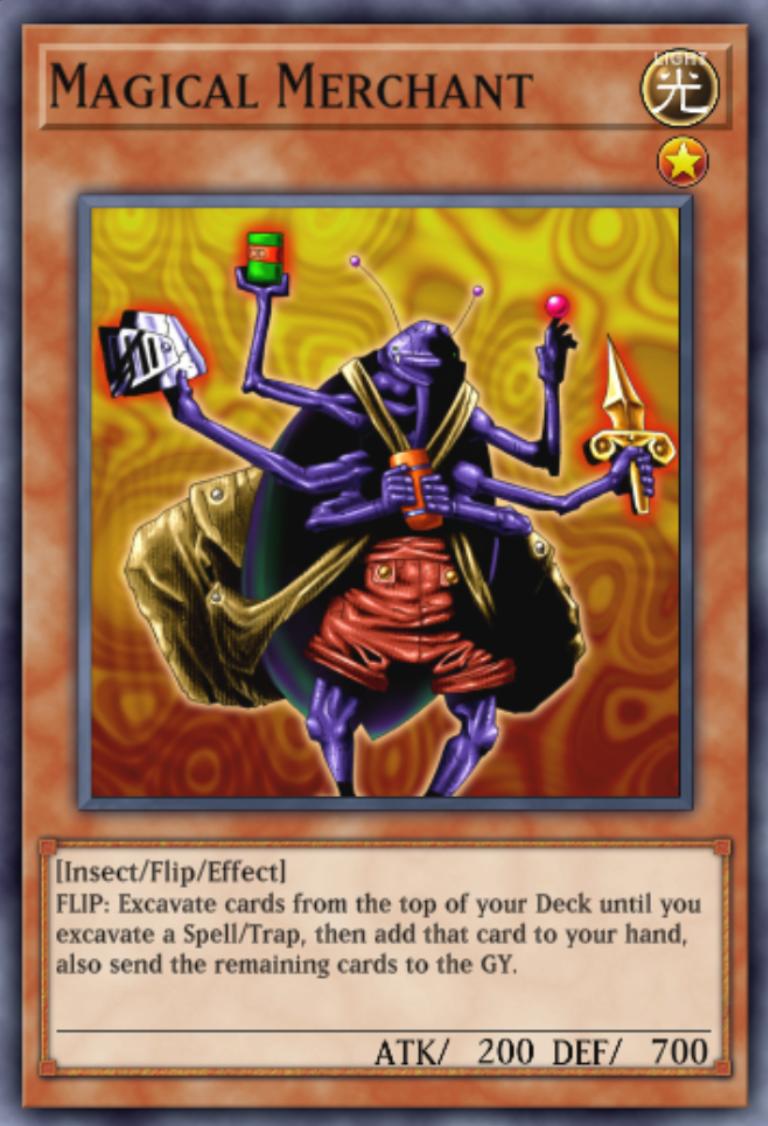 MAGICAL MERCHANT
LIGHT
光
[Insect/Flip/Effect]
FLIP: Excavate cards from the top of your Deck until you
excavate a Spell/Trap, then add that card to your hand,
also send the remaining cards to the GY.
ATK/ 200 DEF/ 700